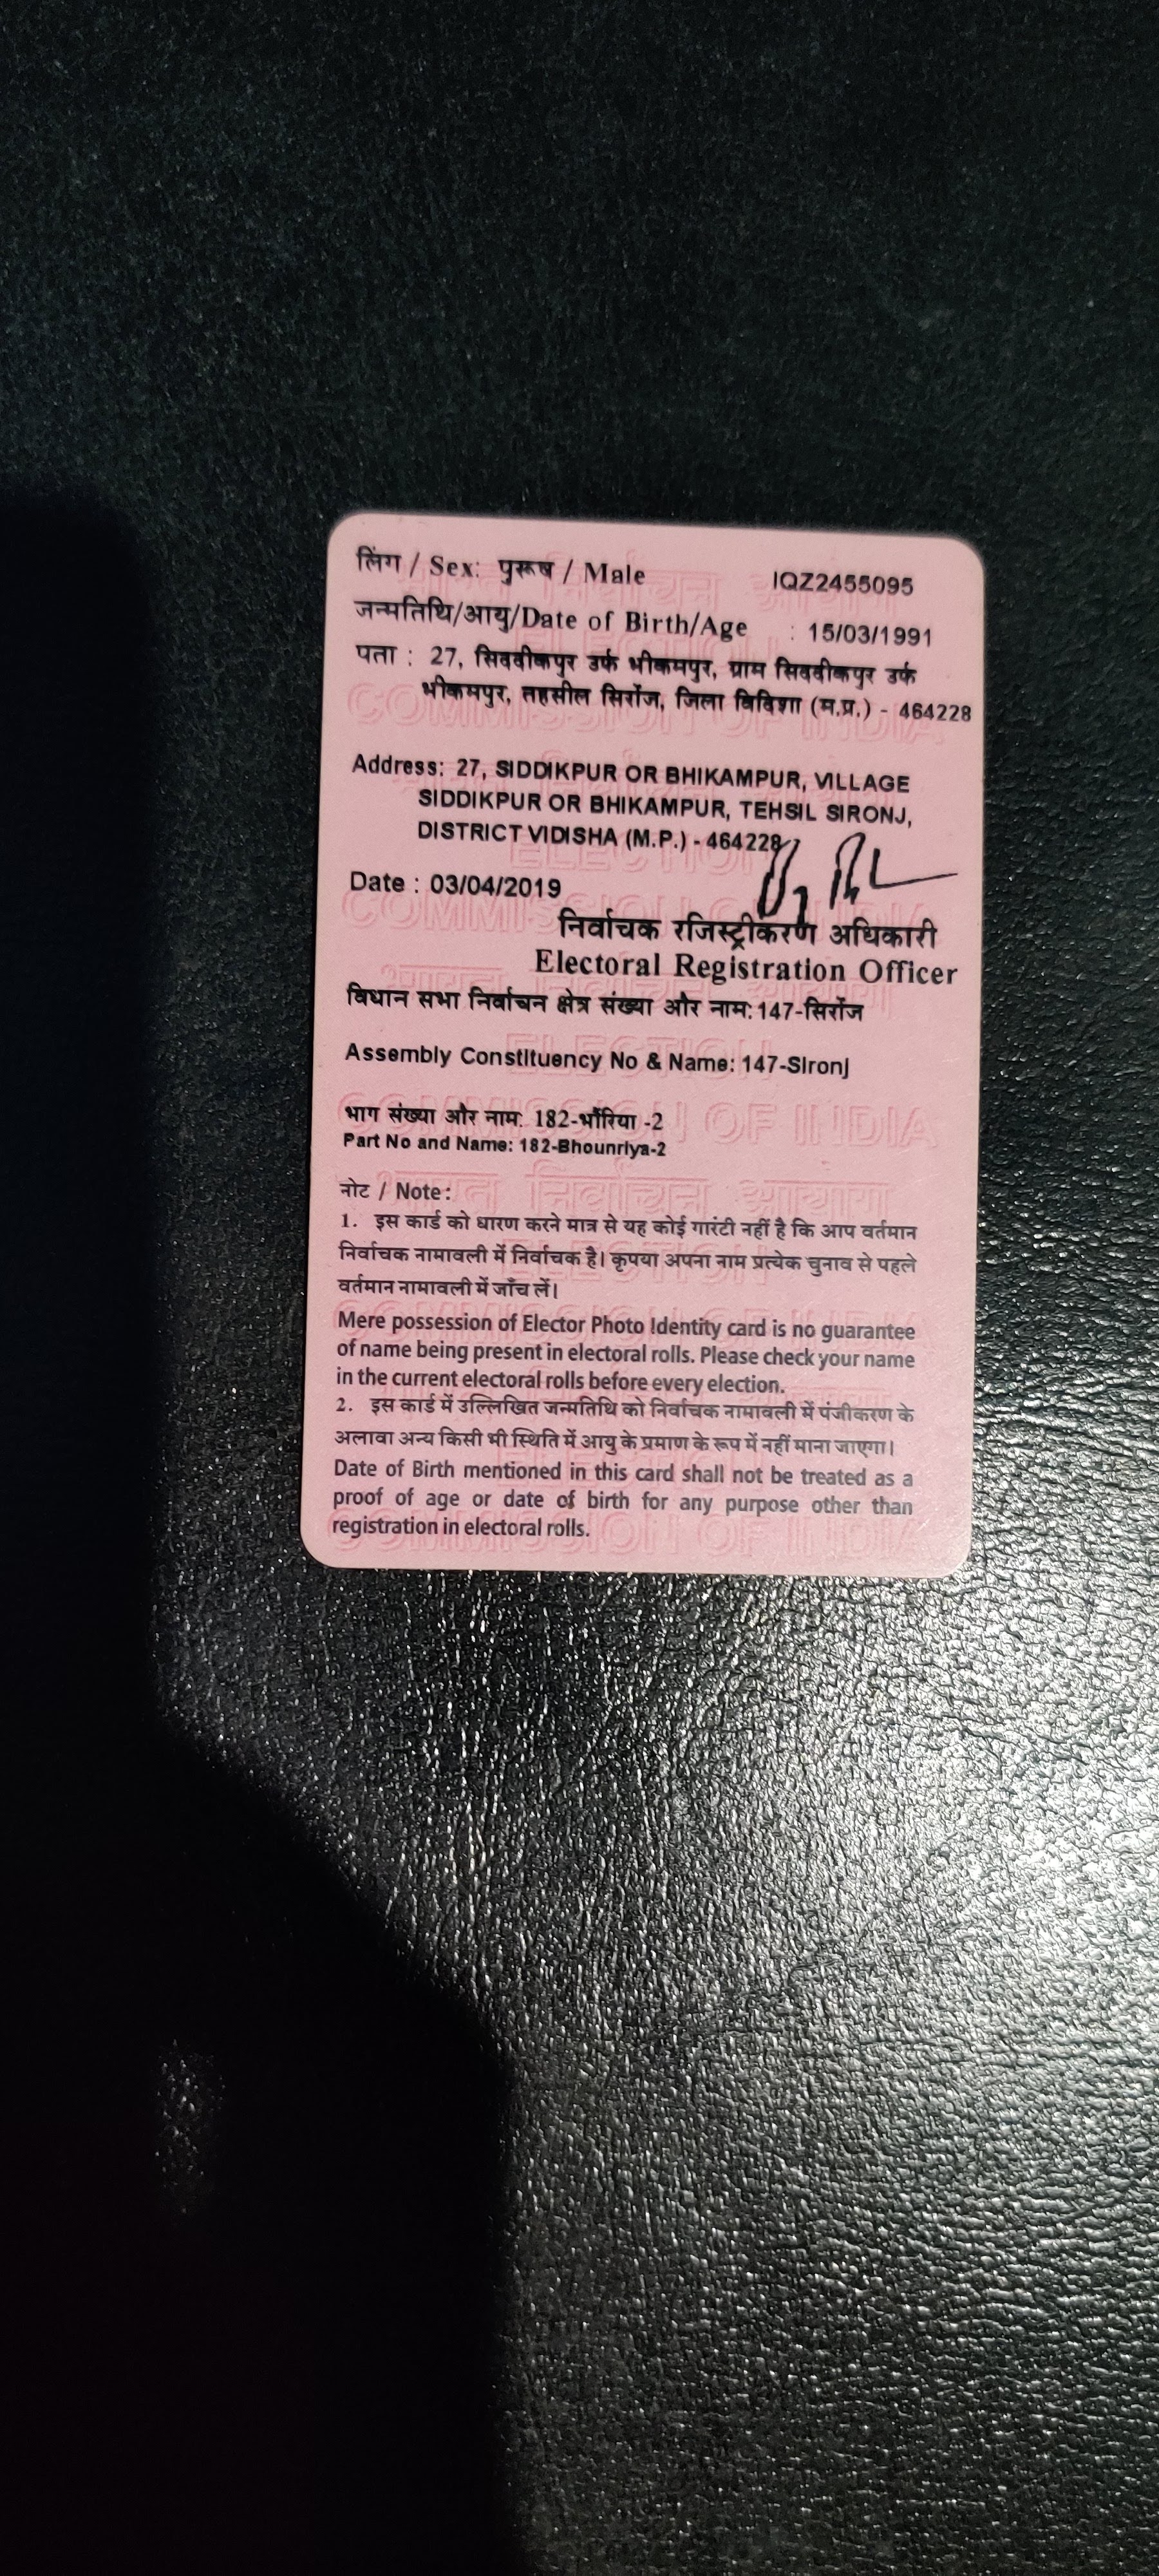 लिंग / Sex: पुरूष / Male IQZ2455095
जन्मतिथि/आयु/Date of Birth/Age : 15/03/1991
पता : 27, सिददीकपुर उर्फ भीकमपुर, ग्राम सिददीकपुर उर्फ
भीकमपुर, तहसील सिरोंज, जिला विदिशा (म.प्र.) - 464228
Address: 27, SIDDIKPUR OR BHIKAMPUR, VILLAGE
SIDDIKPUR OR BHIKAMPUR, TEHSIL SIRONJ,
DISTRICT VIDISHA (M.P.) - 464228
Date : 03/04/2019
निर्वाचक रजिस्ट्रीकरण अधिकारी
Electoral Registration Officer
विधान सभा निर्वाचन क्षेत्र संख्या और नाम: 147-सिरोंज
Assembly Constituency No & Name: 147-Sironj
भाग संख्या और नाम: 182-भौंरिया -2
Part No and Name: 182-Bhounriya-2
नोट / Note:
1. इस कार्ड को धारण करने मात्र से यह कोई गारंटी नहीं है कि आप वर्तमान
निर्वाचक नामावली में निर्वाचक है। कृपया अपना नाम प्रत्येक चुनाव से पहले
वर्तमान नामावली में जाँच लें।
Mere possession of Elector Photo Identity card is no guarantee
of name being present in electoral rolls. Please check your name
in the current electoral rolls before every election.
2. इस कार्ड में उल्लिखित जन्मतिथि को निर्वाचक नामावली में पंजीकरण के
अलावा अन्य किसी भी स्थिति में आयु के प्रमाण के रूप में नहीं माना जाएगा।
Date of Birth mentioned in this card shall not be treated as a
proof of age or date of birth for any purpose other than
registration in electoral rolls.